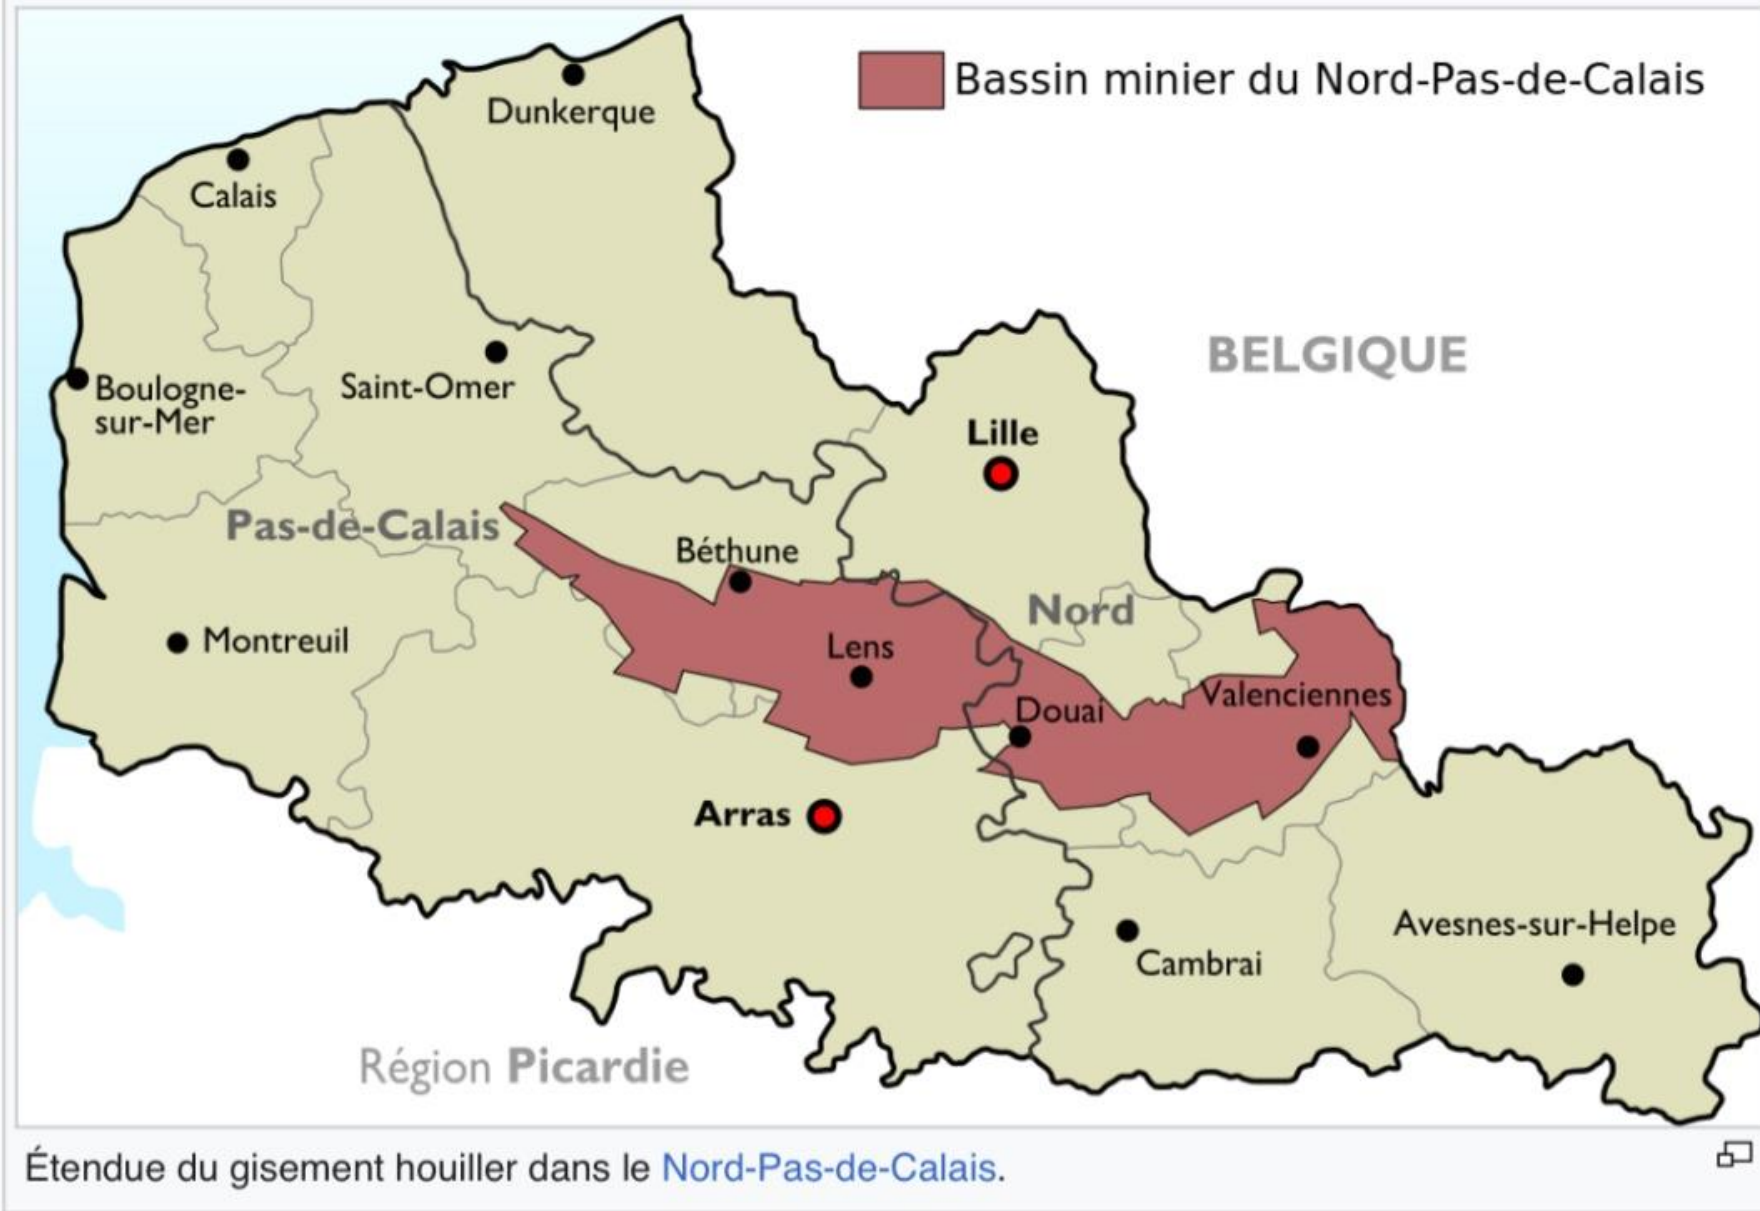 Bassin minier du Nord-Pas-de-Calais
Dunkerque
Calais
BELGIQUE
Boulogne-
sur-Mer
Saint-Omer
Lille
Pas-de-Calais
Béthune
Nord
Montreuil
Lens
Valenciennes
Douai
Arras
Avesnes-sur-Helpe
Cambrai
Région Picardie
Étendue du gisement houiller dans le Nord-Pas-de-Calais.